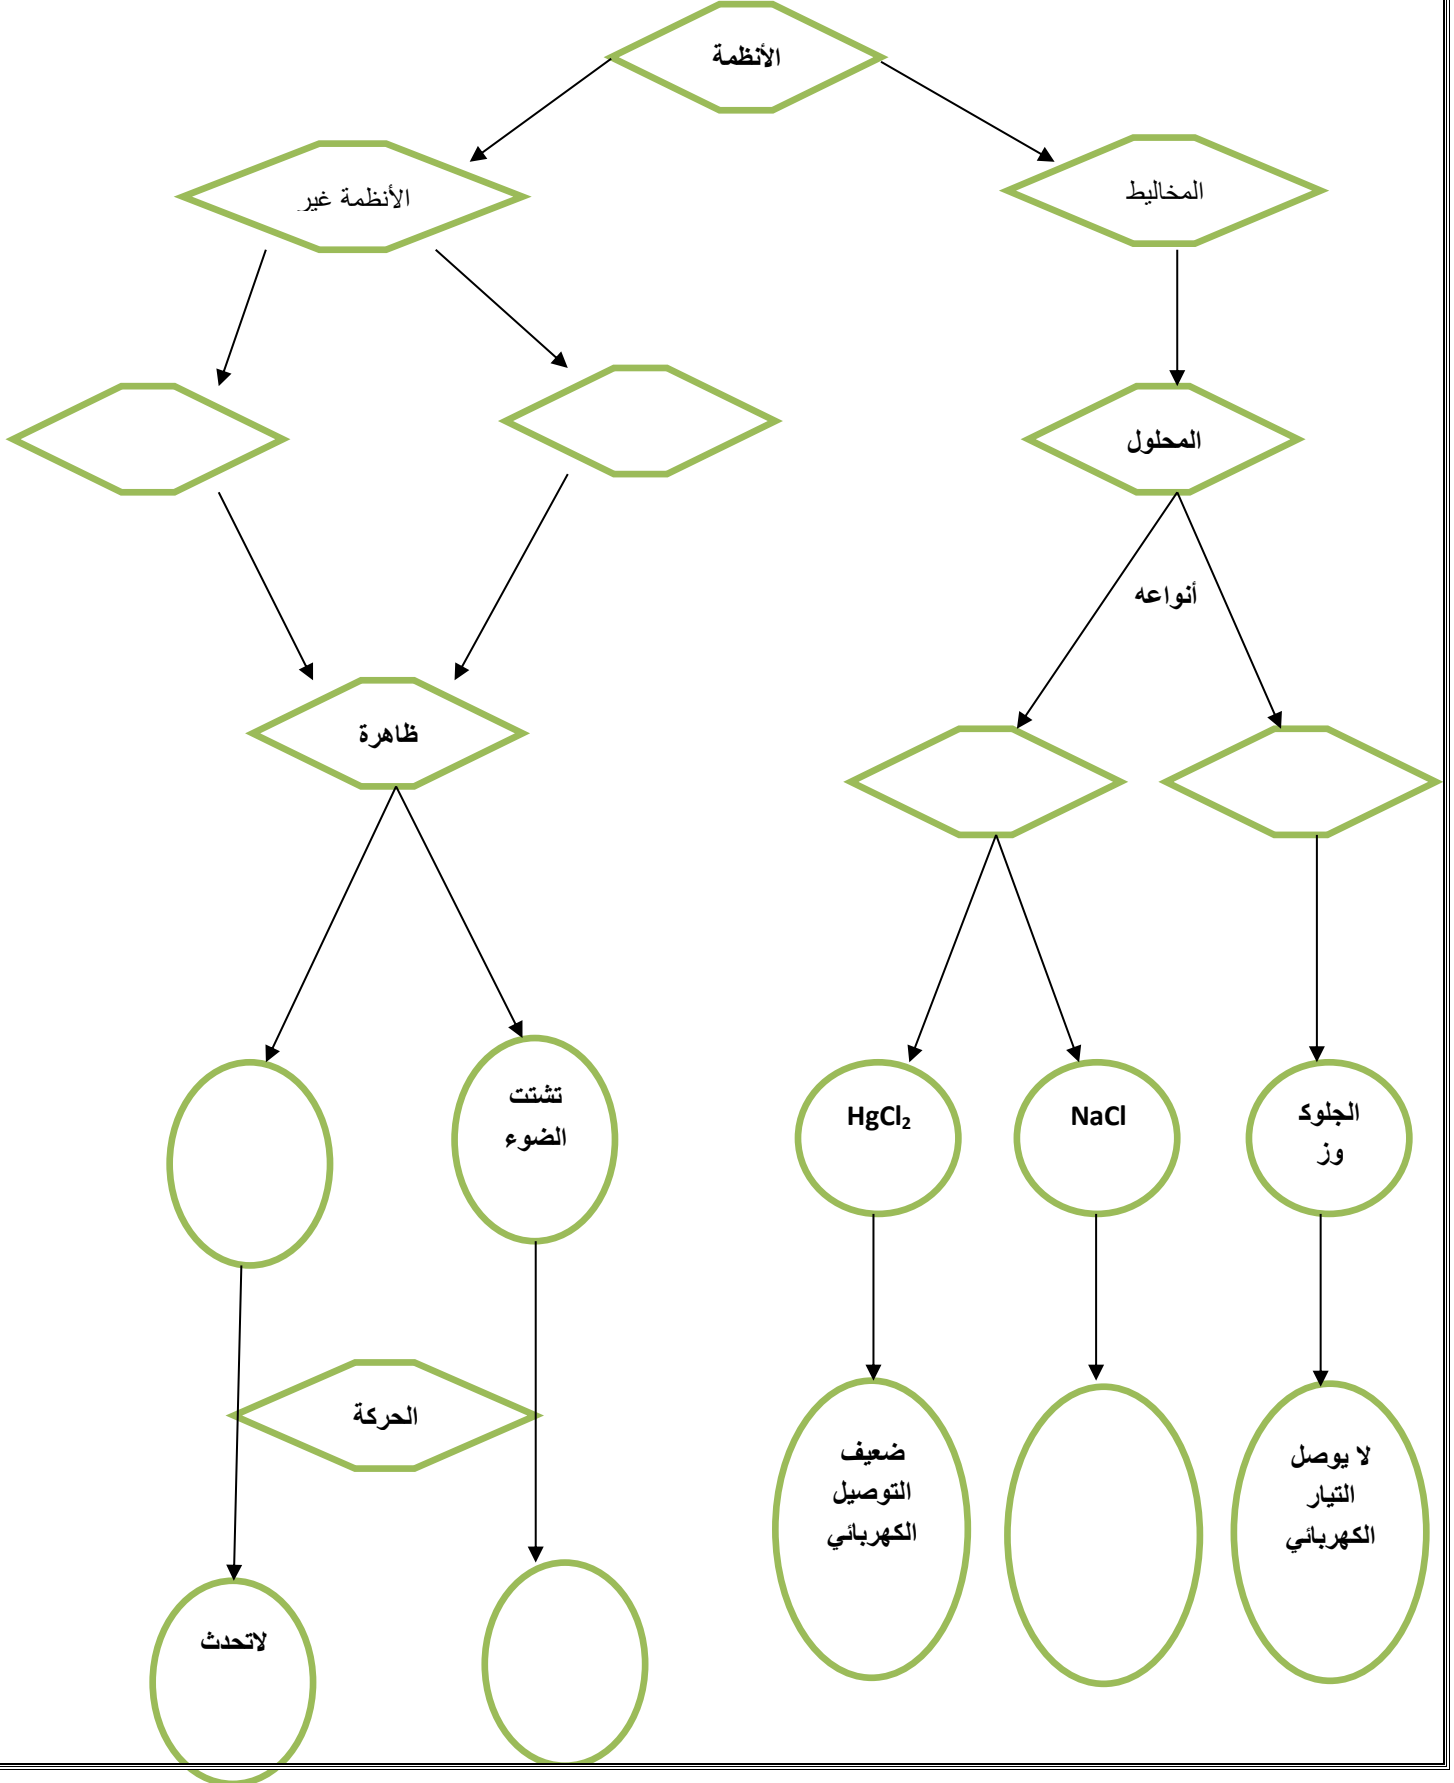 الأنظمة
المخاليط
الأنظمة غير
المحلول
أنواعه
ظاهرة
الجلوك
وز
NaCl
HgCl₂
تشتت
الضوء
الحركة
لا يوصل
التيار
الكهربائي
ضعيف
التوصيل
الكهربائي
لاتحدث